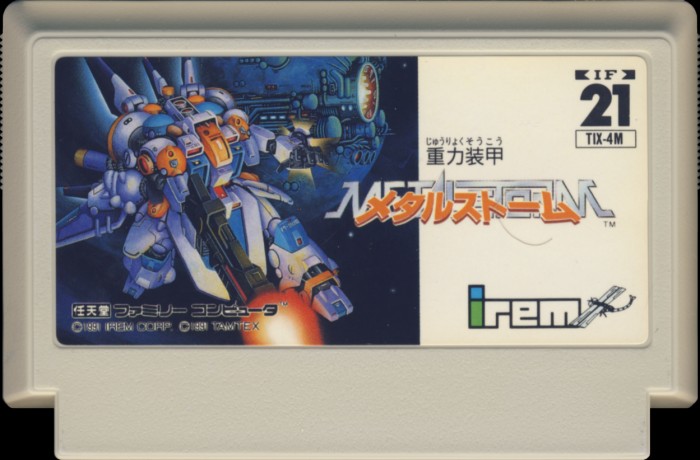 IF
21
TIX-4M
じゅうりょくそうこう
重力装甲
METAL STORM
メタルストーム
TM
irem
任天堂 ファミリー コンピュータ TM
©1991 IREM CORP. ©1991 TAMTEX